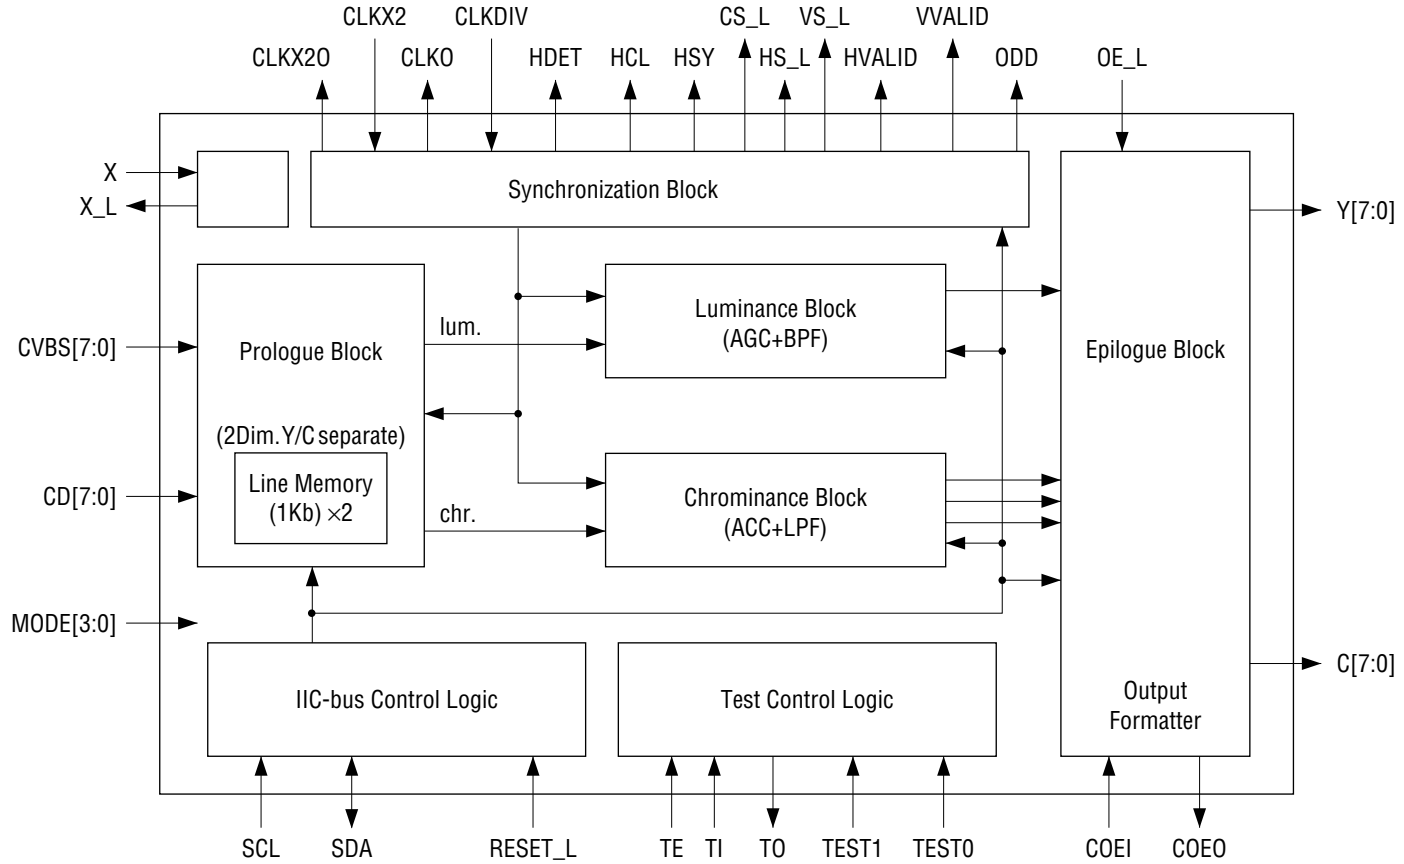 CLKX2 CLKDIV CS_L VS_L VVALID
CLKX2O CLKO HDET HCL HSY HS_L HVALID ODD OE_L
X
X_L
Synchronization Block
Y[7:0]
Luminance Block
(AGC+BPF)
lum.
CVBS[7:0]
Prologue Block
Epilogue Block
(2Dim.Y/C separate)
Line Memory
(1Kb) ×2
CD[7:0]
chr.
Chrominance Block
(ACC+LPF)
MODE[3:0]
C[7:0]
IIC-bus Control Logic
Test Control Logic
Output
Formatter
SCL SDA RESET_L TE TI TO TEST1 TEST0 COEI COEO